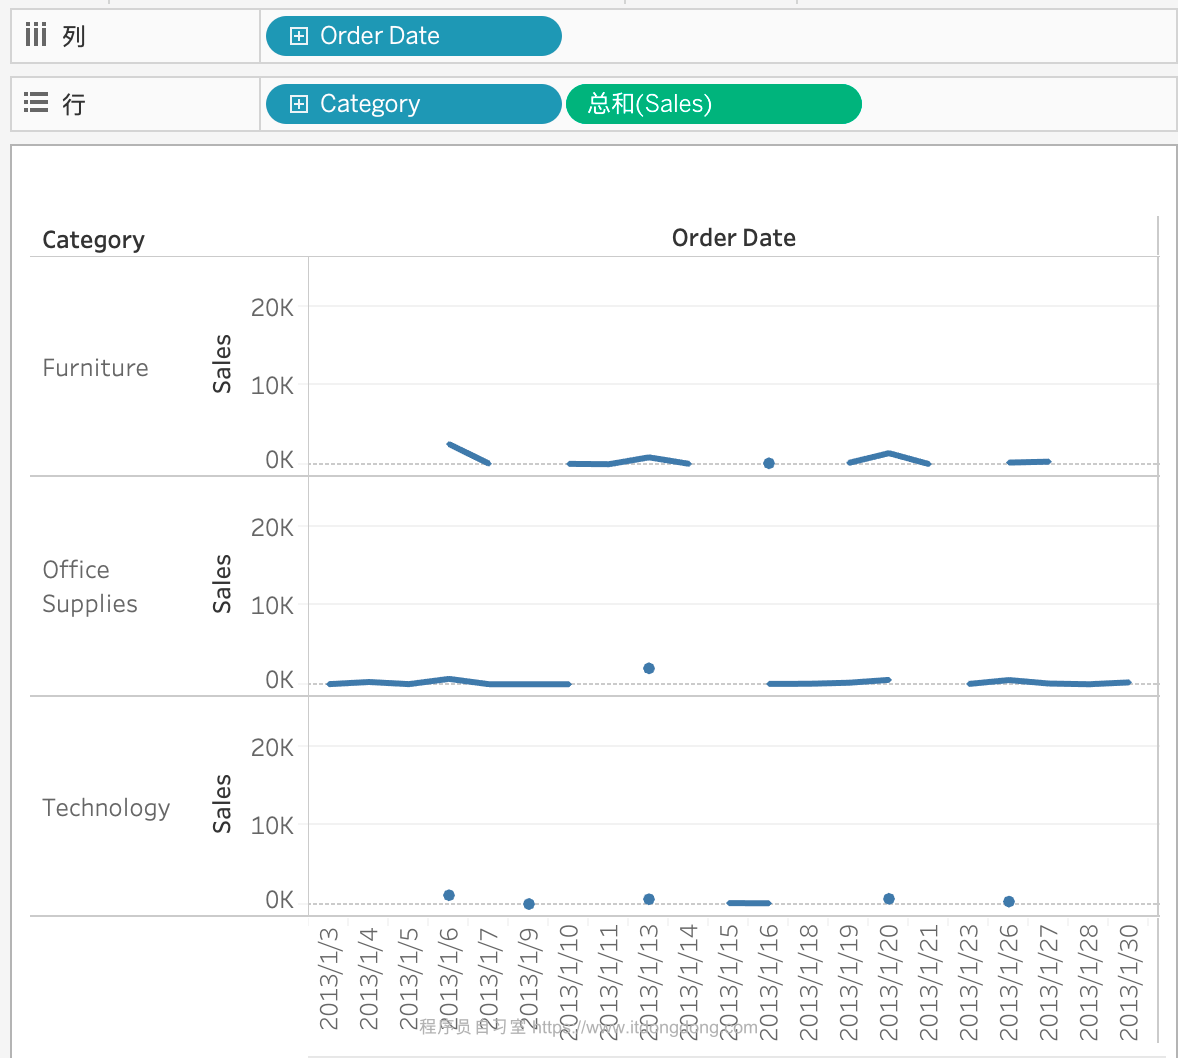 列
Order Date
行
Category
总和(Sales)
Category
Order Date
Furniture
Sales
20K
10K
0K
Office
Supplies
Sales
20K
10K
0K
Technology
Sales
20K
10K
0K
2013/1/3
2013/1/4
2013/1/5
2013/1/6
2013/1/7
2013/1/9
2013/1/10
2013/1/11
2013/1/13
2013/1/14
2013/1/15
2013/1/16
2013/1/18
2013/1/19
2013/1/20
2013/1/21
2013/1/23
2013/1/26
2013/1/27
2013/1/28
2013/1/30
程序员自习室 https://www.itdongdong.com